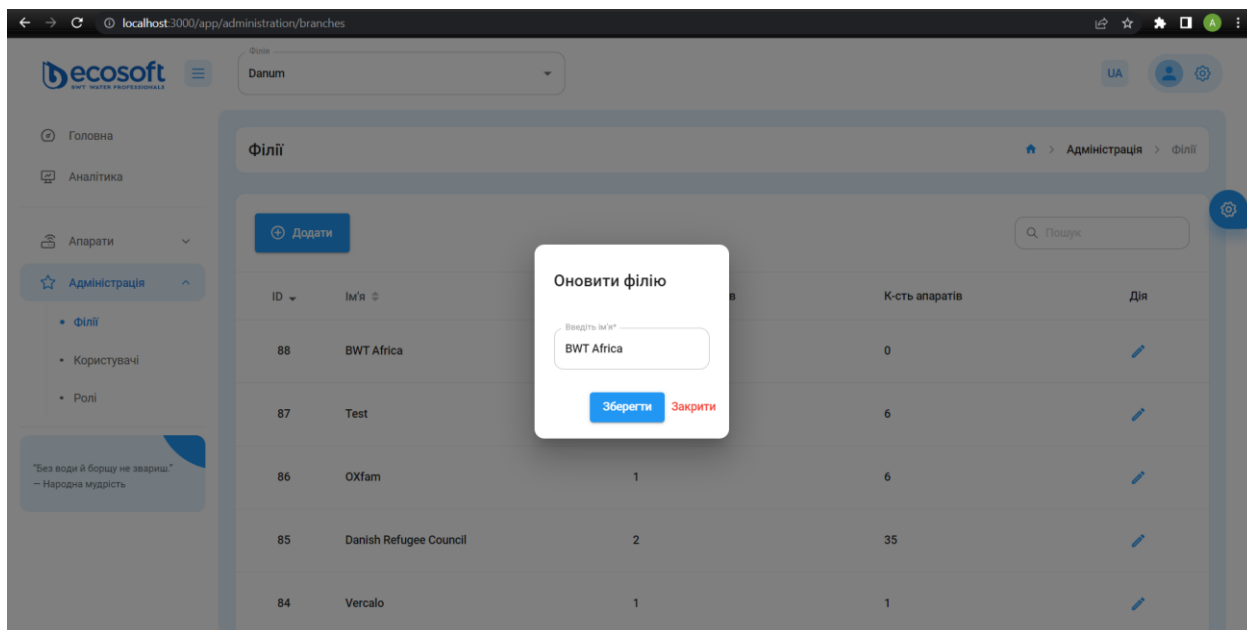 localhost:3000/app/administration/branches
A
ecosoft
BWT WATER PROFESSIONALS
Філія
Danum
UA
Головна
Аналітика
Апарати
Адміністрація
Філії
Користувачі
Ролі
"Без води й борщу не звариш."
— Народна мудрість
Філії
Адміністрація > Філії
Додати
Пошук
ID Ім'я в К-сть апаратів Дія
88 BWT Africa 0
87 Test 6
86 OXfam 1 6
85 Danish Refugee Council 2 35
84 Vercalo 1 1
Оновити філію
Введіть ім'я*
BWT Africa
Зберегти Закрити